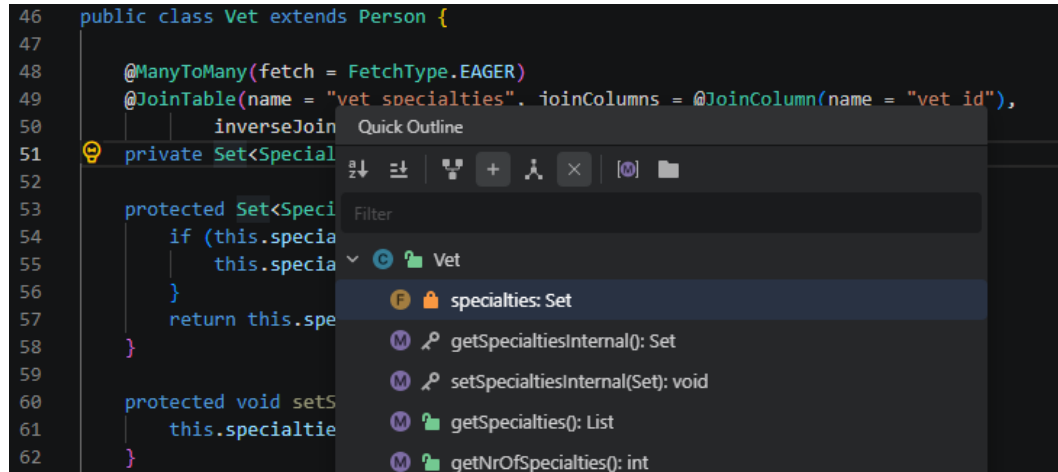 46 public class Vet extends Person {
47
48 @ManyToMany(fetch = FetchType.EAGER)
49 @JoinTable(name = "vet_specialties", joinColumns = @JoinColumn(name = "vet_id"),
50 inverseJoin
51 private Set<Special
52
53 protected Set<Speci
54 if (this.specia
55 this.specia
56 }
57 return this.spe
58 }
59
60 protected void setS
61 this.specialtie
62 }
Quick Outline
Filter
C Vet
F specialties: Set
M getSpecialtiesInternal(): Set
M setSpecialtiesInternal(Set): void
M getSpecialties(): List
M getNrOfSpecialties(): int